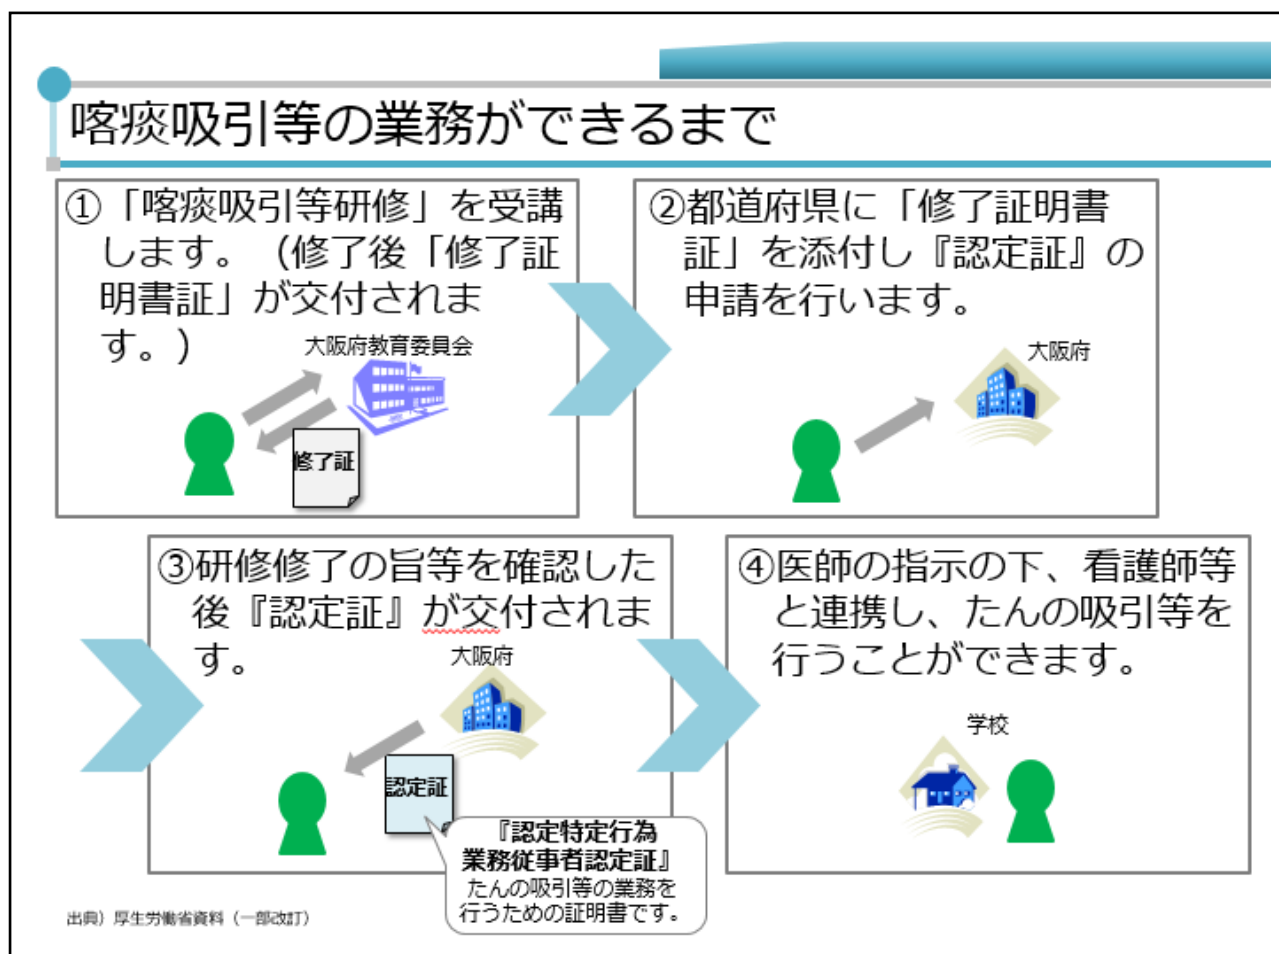 喀痰吸引等の業務ができるまで
①「喀痰吸引等研修」を受講
します。（修了後「修了証
明書証」が交付されま
す。）
大阪府教育委員会
修了証
②都道府県に「修了証明書
証」を添付し『認定証』の
申請を行います。
大阪府
③研修修了の旨等を確認した
後『認定証』が交付されま
す。
大阪府
認定証
『認定特定行為
業務従事者認定証』
たんの吸引等の業務を
行うための証明書です。
④医師の指示の下、看護師等
と連携し、たんの吸引等を
行うことができます。
学校
出典）厚生労働省資料（一部改訂）